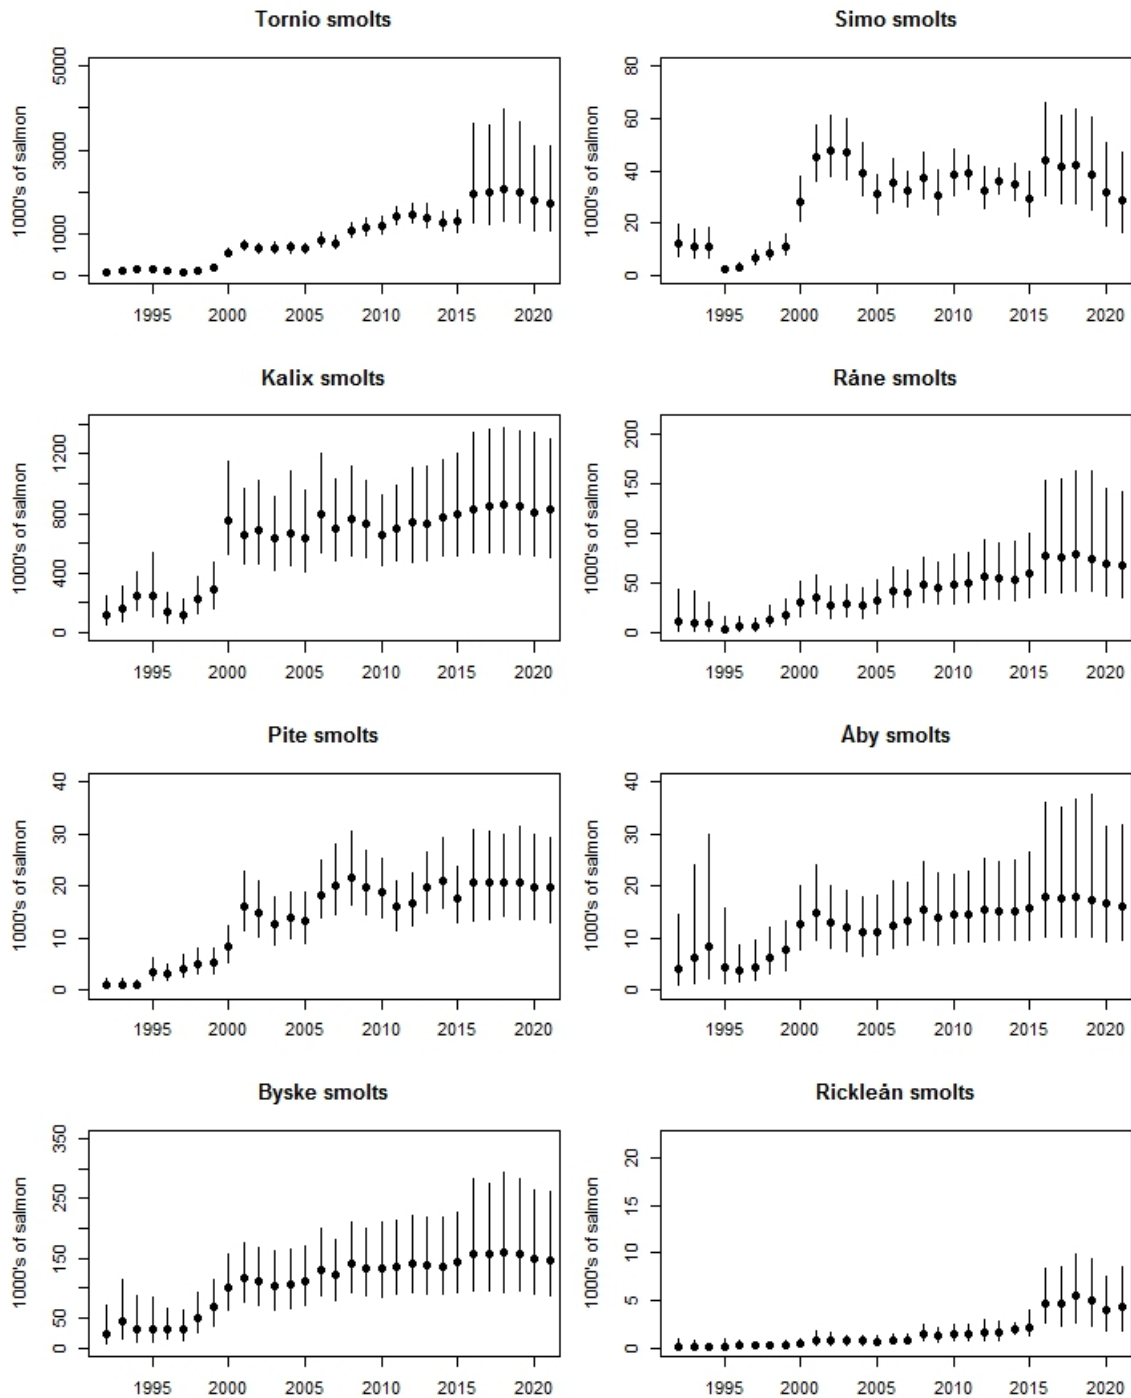 Tornio smolts
1000's of salmon
0 1000 3000 5000
1995 2000 2005 2010 2015 2020
Simo smolts
1000's of salmon
0 20 40 60 80
1995 2000 2005 2010 2015 2020
Kalix smolts
1000's of salmon
0 400 800 1200
1995 2000 2005 2010 2015 2020
Råne smolts
1000's of salmon
0 50 100 150 200
1995 2000 2005 2010 2015 2020
Pite smolts
1000's of salmon
0 10 20 30 40
1995 2000 2005 2010 2015 2020
Åby smolts
1000's of salmon
0 10 20 30 40
1995 2000 2005 2010 2015 2020
Byske smolts
1000's of salmon
0 50 150 250 350
1995 2000 2005 2010 2015 2020
Rickleån smolts
1000's of salmon
0 5 10 15 20
1995 2000 2005 2010 2015 2020